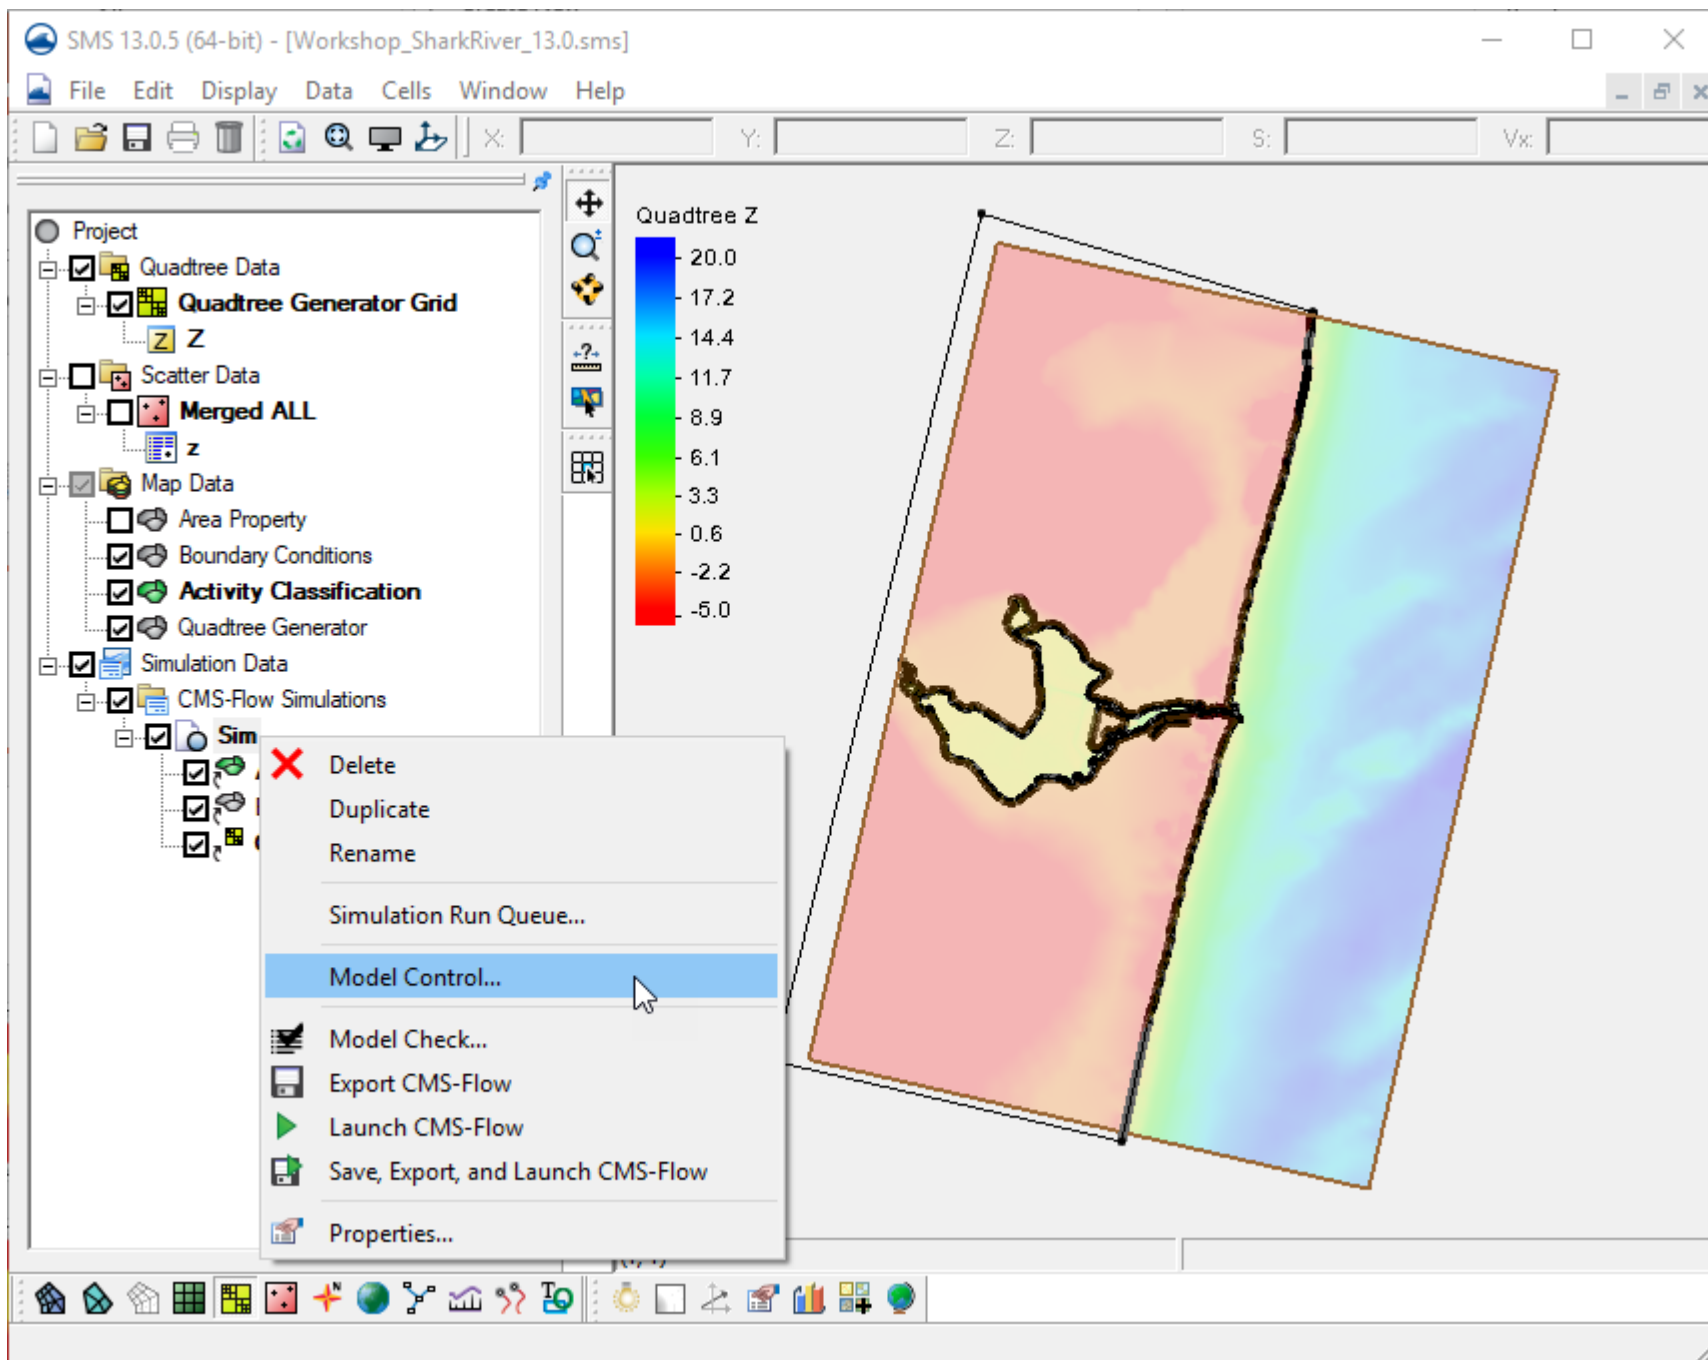 SMS 13.0.5 (64-bit) - [Workshop_SharkRiver_13.0.sms]
File Edit Display Data Cells Window Help
X: Y: Z: S: Vx:
Project
Quadtree Data
Quadtree Generator Grid
Z
Scatter Data
Merged ALL
z
Map Data
Area Property
Boundary Conditions
Activity Classification
Quadtree Generator
Simulation Data
CMS-Flow Simulations
Sim
Delete
Duplicate
Rename
Simulation Run Queue...
Model Control...
Model Check...
Export CMS-Flow
Launch CMS-Flow
Save, Export, and Launch CMS-Flow
Properties...
Quadtree Z
20.0
17.2
14.4
11.7
8.9
6.1
3.3
0.6
-2.2
-5.0